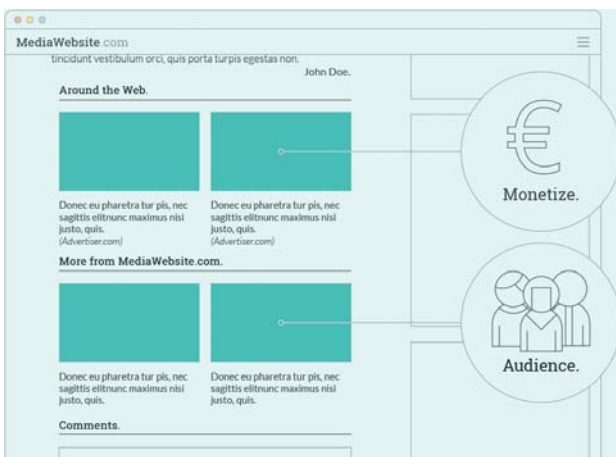 MediaWebsite.com
tincidunt vestibulum orci, quis porta turpis egestas non.
John Doe.
Around the Web.
Donec eu pharetra tur pis, nec
sagittis elitnunc maximus nisi
justo, quis.
(Advertiser.com)
Donec eu pharetra tur pis, nec
sagittis elitnunc maximus nisi
justo, quis.
(Advertiser.com)
€
Monetize.
More from MediaWebsite.com.
Donec eu pharetra tur pis, nec
sagittis elitnunc maximus nisi
justo, quis.
Donec eu pharetra tur pis, nec
sagittis elitnunc maximus nisi
justo, quis.
Audience.
Comments.